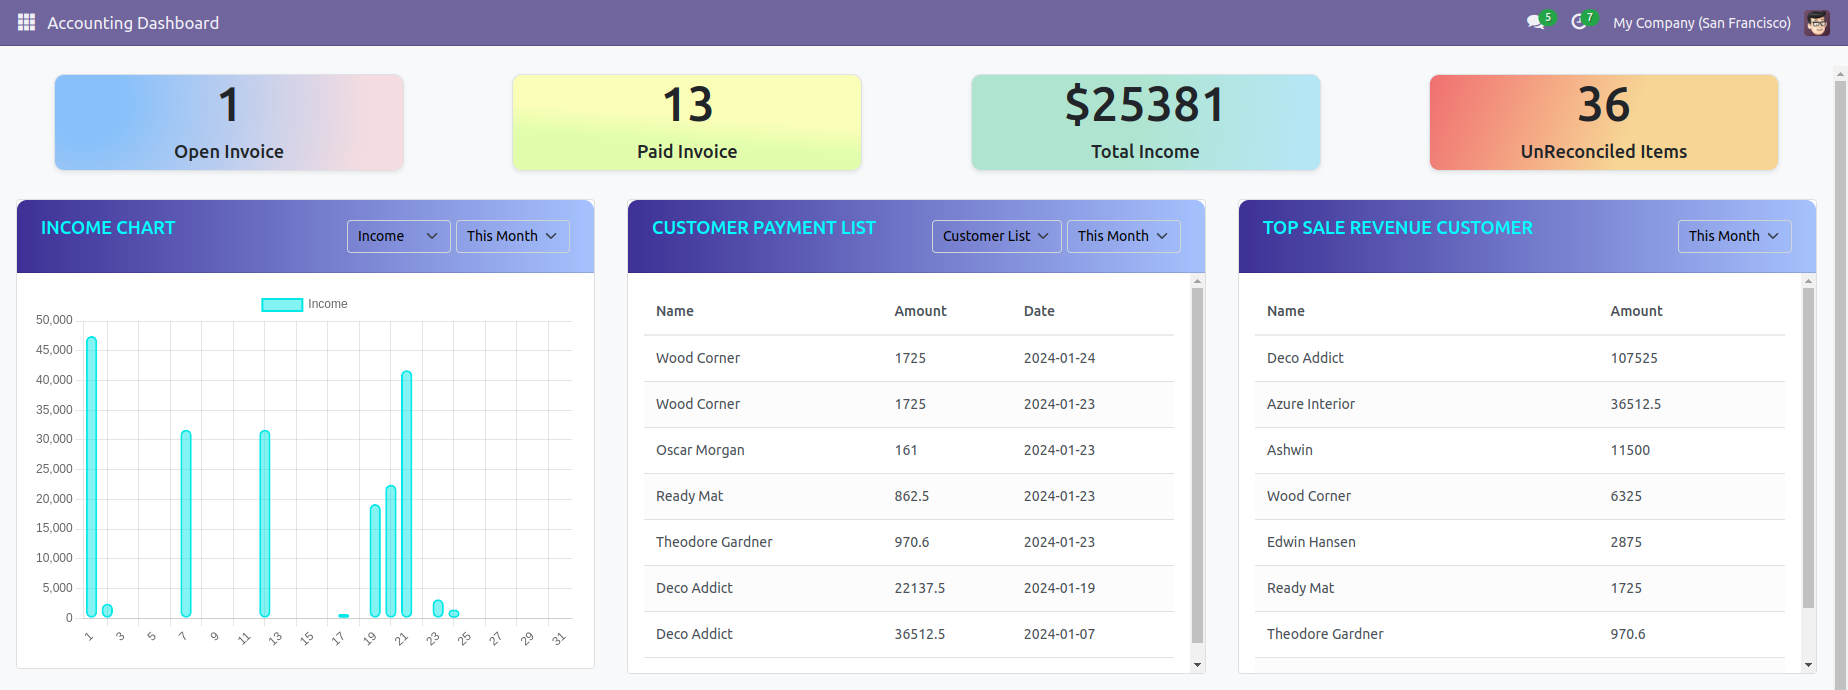 Accounting Dashboard
5
7
My Company (San Francisco)
1
Open Invoice
13
Paid Invoice
$25381
Total Income
36
UnReconciled Items
INCOME CHART
Income
This Month
Income
50,000
45,000
40,000
35,000
30,000
25,000
20,000
15,000
10,000
5,000
0
1 3 5 7 9 11 13 15 17 19 21 23 25 27 29 31
CUSTOMER PAYMENT LIST
Customer List
This Month
Name Amount Date
Wood Corner 1725 2024-01-24
Wood Corner 1725 2024-01-23
Oscar Morgan 161 2024-01-23
Ready Mat 862.5 2024-01-23
Theodore Gardner 970.6 2024-01-23
Deco Addict 22137.5 2024-01-19
Deco Addict 36512.5 2024-01-07
TOP SALE REVENUE CUSTOMER
This Month
Name Amount
Deco Addict 107525
Azure Interior 36512.5
Ashwin 11500
Wood Corner 6325
Edwin Hansen 2875
Ready Mat 1725
Theodore Gardner 970.6